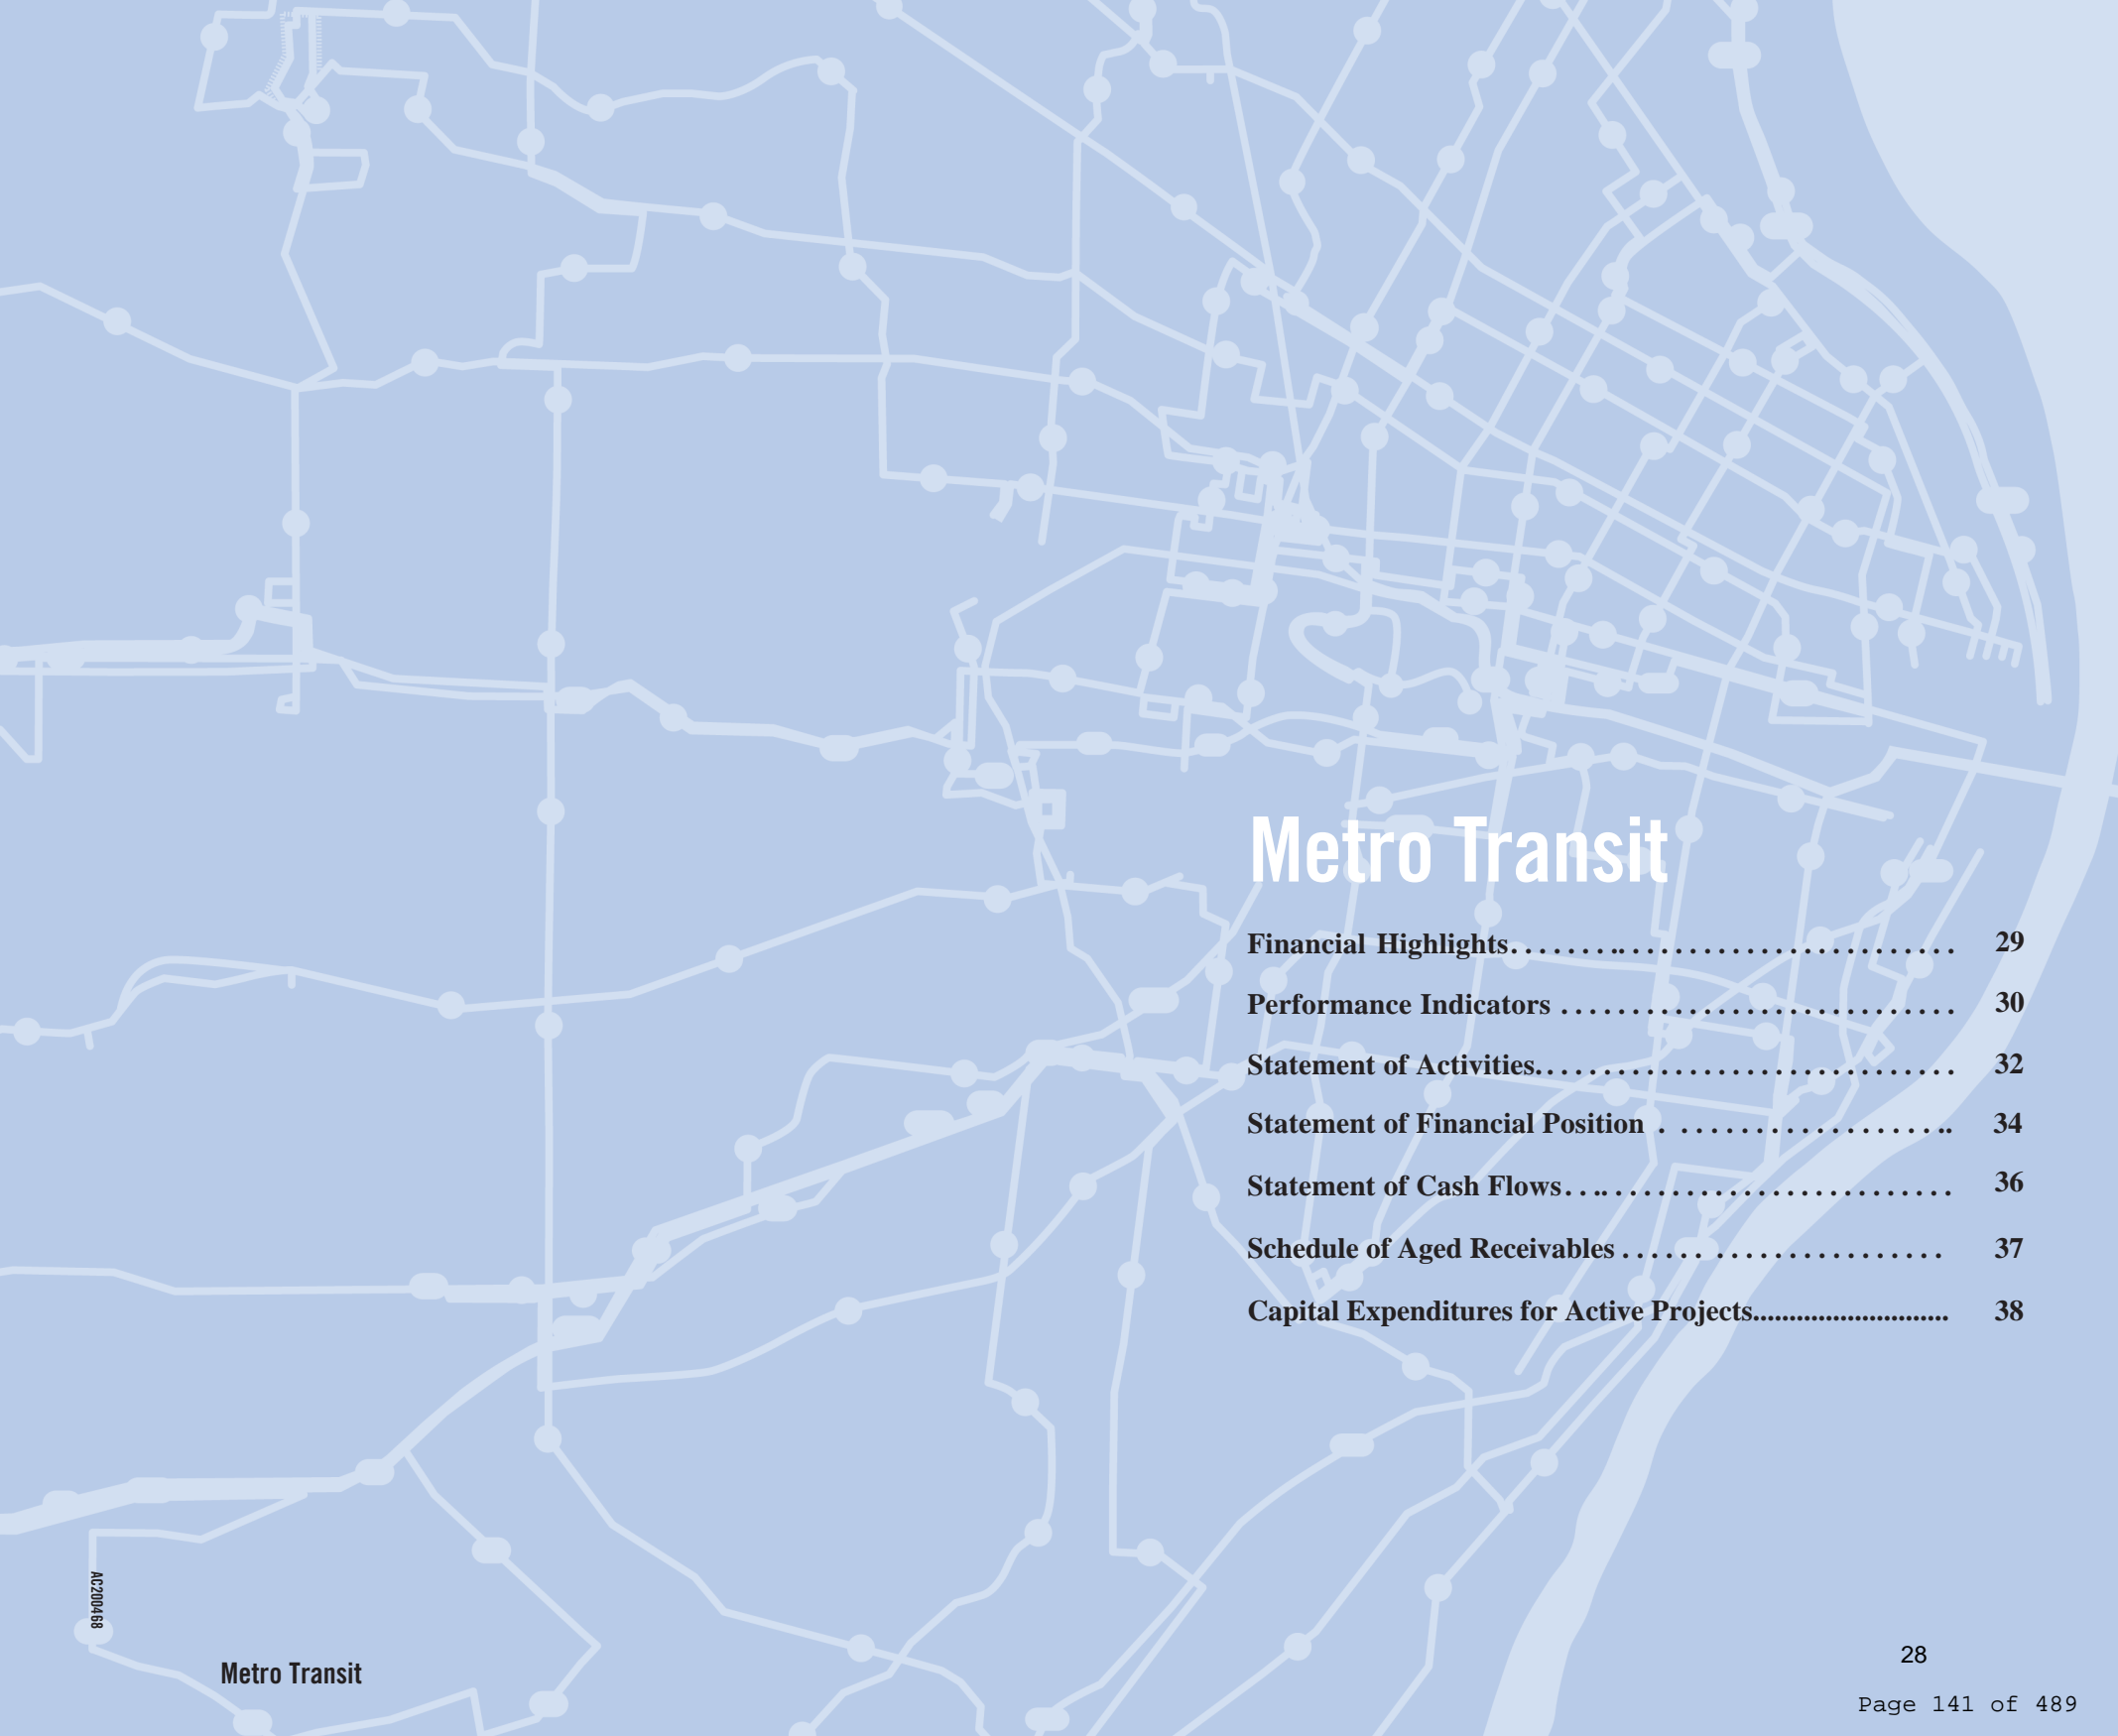 Metro Transit
Financial Highlights. . . . . . . .. . . . . . . . . . . . . . . . . . . . . . . . 29
Performance Indicators . . . . . . . . . . . . . . . . . . . . . . . . . . . . 30
Statement of Activities. . . . . . . . . . . . . . . . . . . . . . . . . . . . . . 32
Statement of Financial Position . . . . . . . . . . . . . . . . . . . .. 34
Statement of Cash Flows . . .. . . . . . . . . . . . . . . . . . . . . . . . . 36
Schedule of Aged Receivables . . . . . . . . . . . . . . . . . . . . . . 37
Capital Expenditures for Active Projects........................... 38
AC200468
Metro Transit
28
Page 141 of 489